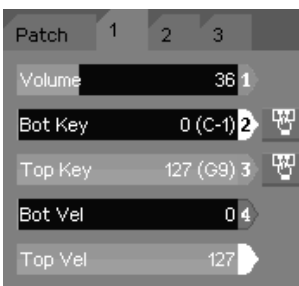 Patch 1 2 3
Volume 36 1
Bot Key 0 (C-1) 2
Top Key 127 (G9) 3
Bot Vel 0 4
Top Vel 127